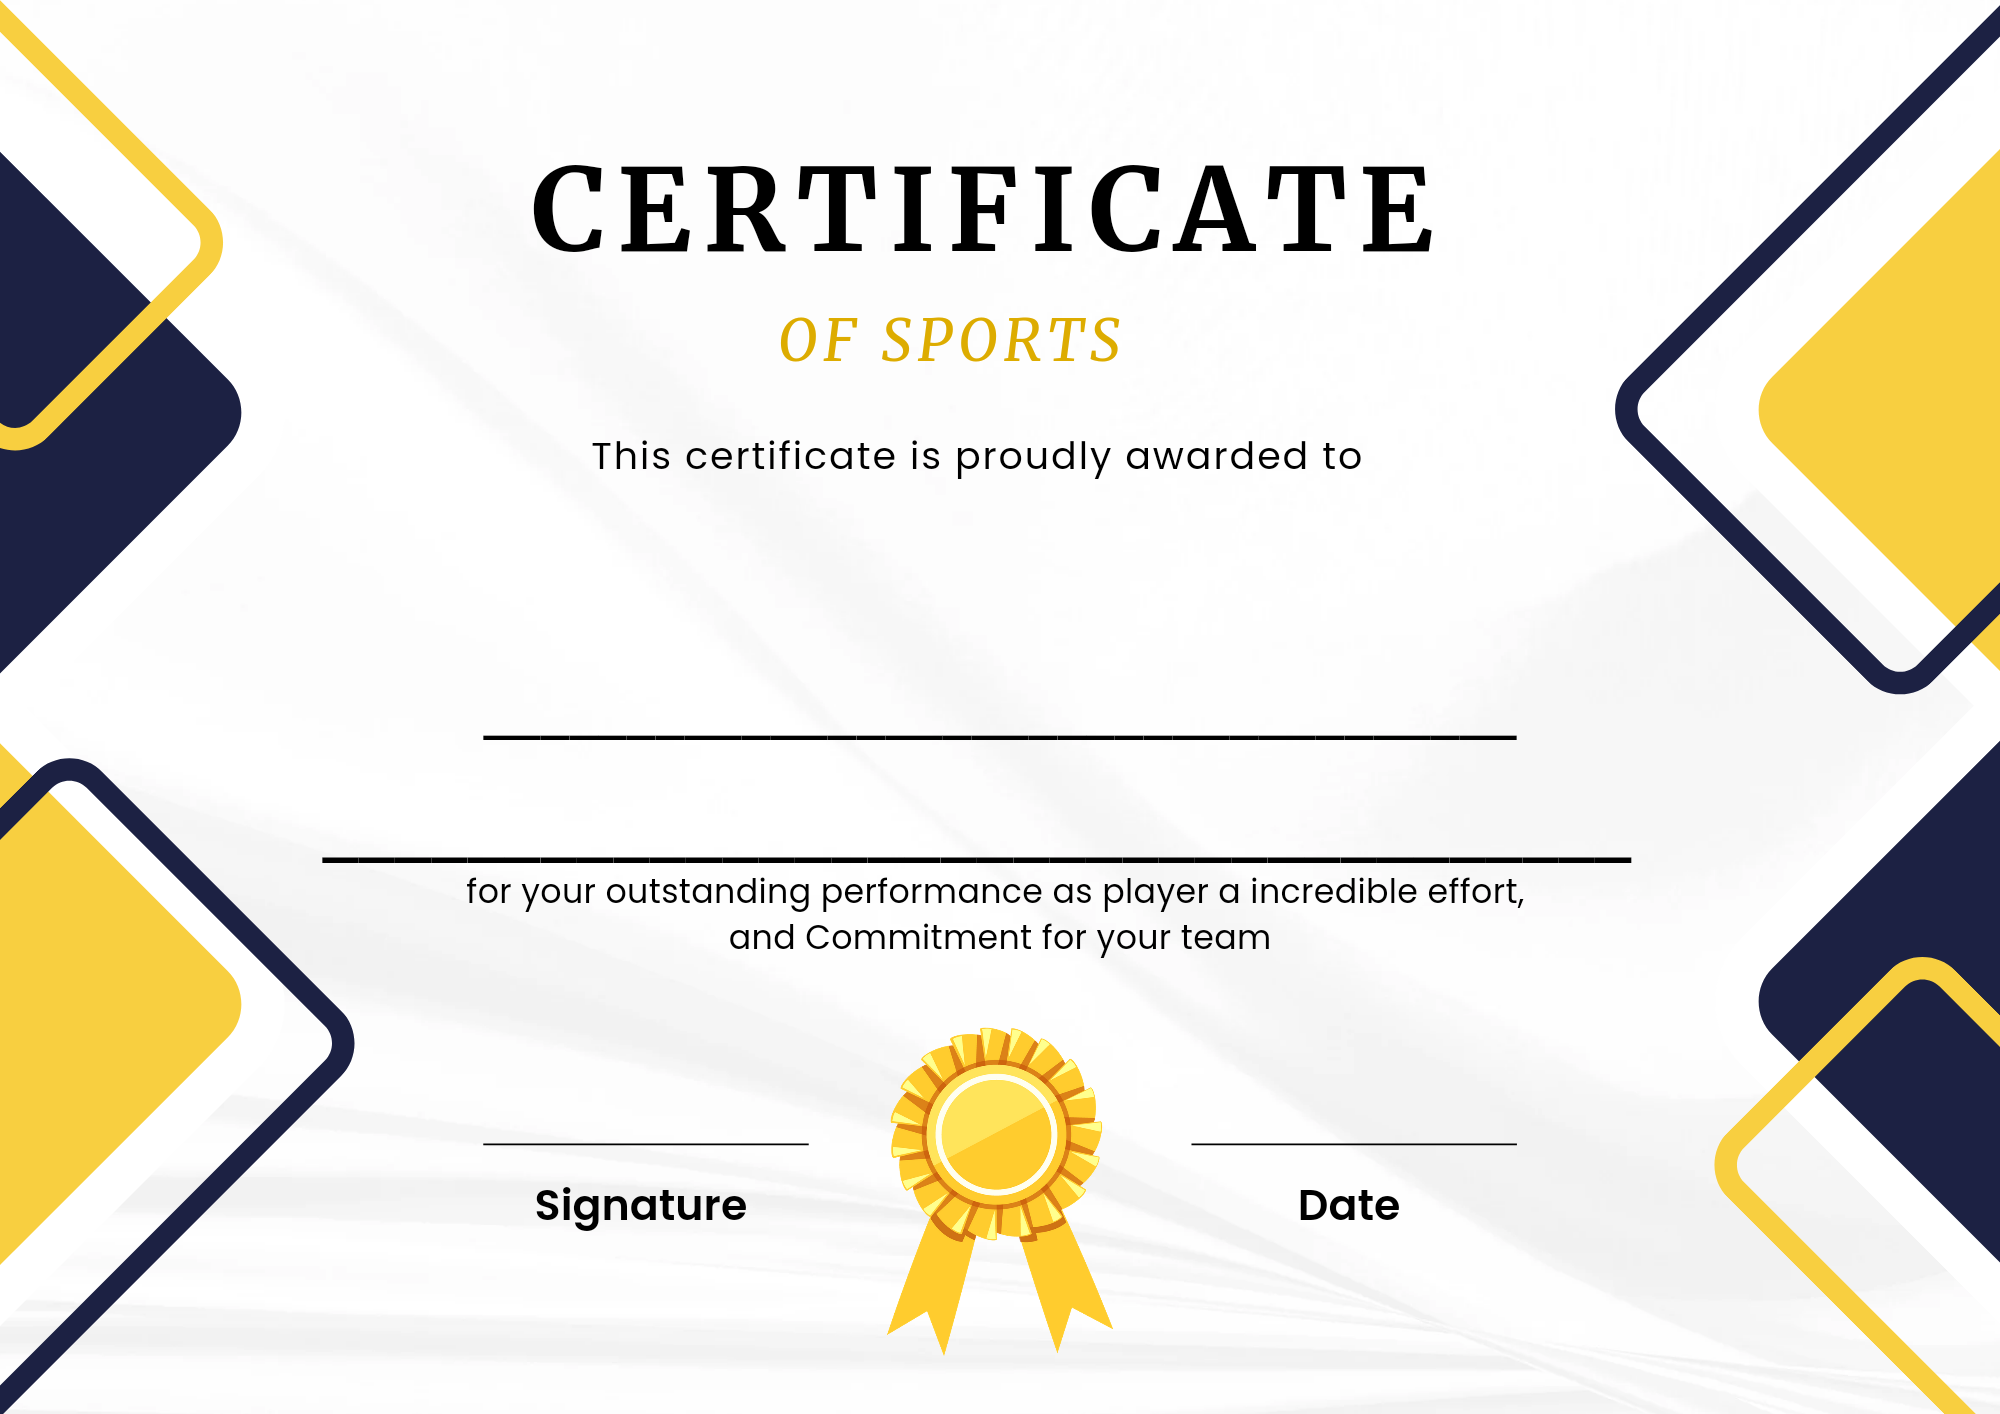 CERTIFICATE
OF SPORTS
This certificate is proudly awarded to
for your outstanding performance as player a incredible effort,
and Commitment for your team
Signature
Date